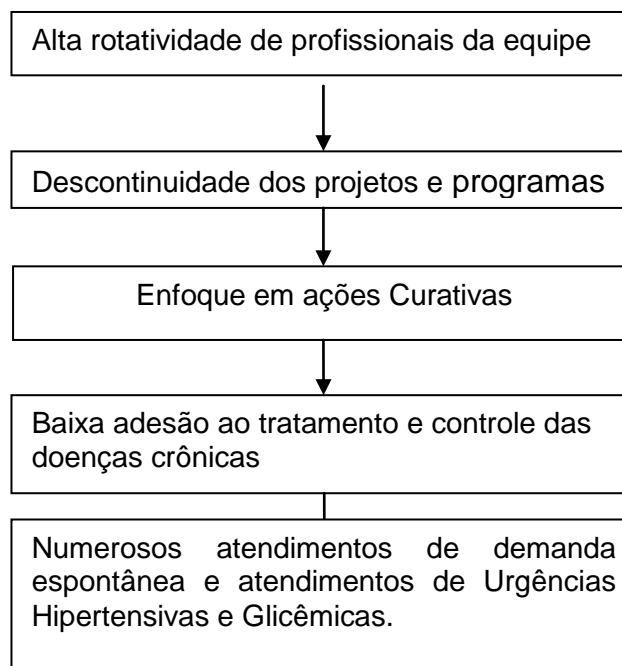 Alta rotatividade de profissionais da equipe
Descontinuidade dos projetos e programas
Enfoque em ações Curativas
Baixa adesão ao tratamento e controle das
doenças crônicas
Numerosos atendimentos de demanda
espontânea e atendimentos de Urgências
Hipertensivas e Glicêmicas.